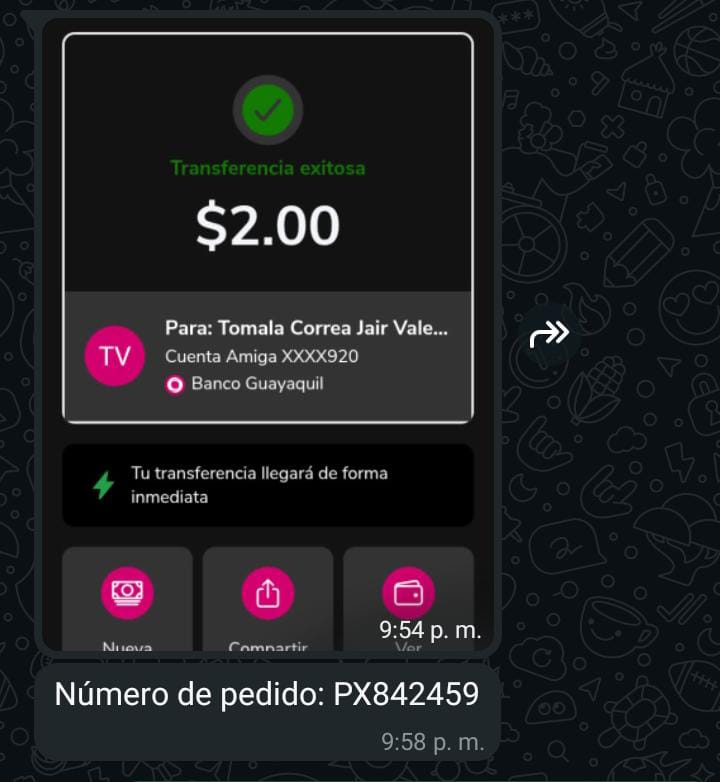 Transferencia exitosa
$2.00
TV
Para: Tomala Correa Jair Vale...
Cuenta Amiga XXXX920
Banco Guayaquil
Tu transferencia llegará de forma
inmediata
Nueva
Compartir
Ver
9:54 p. m.
Número de pedido: PX842459
9:58 p. m.